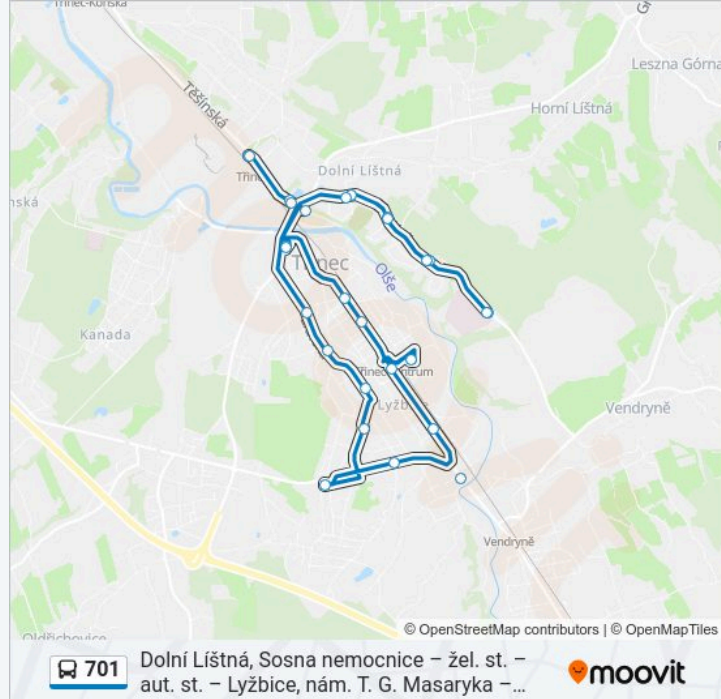 Třinec-Konská
Těšínská
Leszna Górna
Horní Líštná
Dolní Líštná
Třinec
Olše
Kanada
Třinec centrum
Lyžbice
Vendryně
Vendryně
Oldřichovice
© OpenStreetMap contributors | © OpenMapTiles
701
Dolní Líštná, Sosna nemocnice – žel. st. –
aut. st. – Lyžbice, nám. T. G. Masaryka –...
moovit